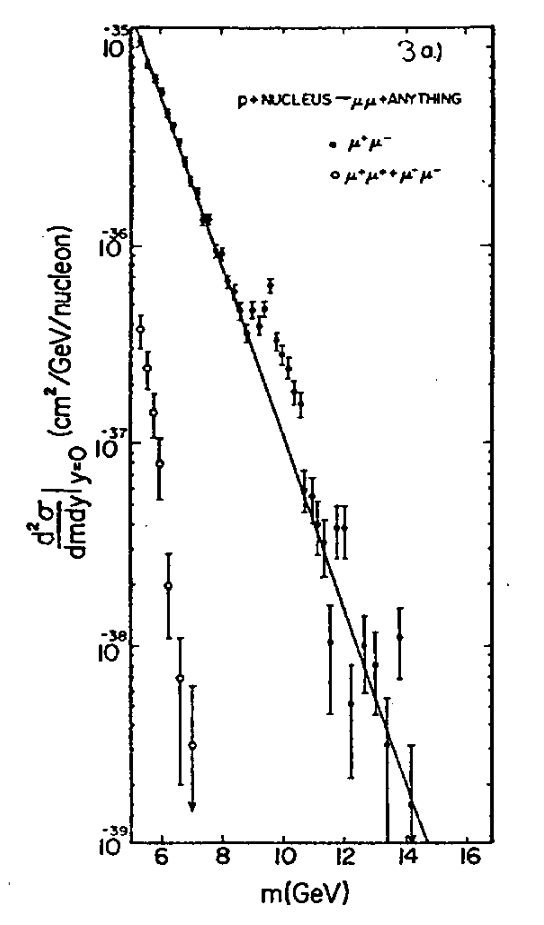 3a.)
p+NUCLEUS—μμ+ANYTHING
• μ⁺μ⁻
o μ⁺μ⁺+μ⁻μ⁻
10⁻³⁵
10⁻³⁶
10⁻³⁷
10⁻³⁸
10⁻³⁹
d²σ/dmdy|y=0 (cm²/GeV/nucleon)
6 8 10 12 14 16
m(GeV)